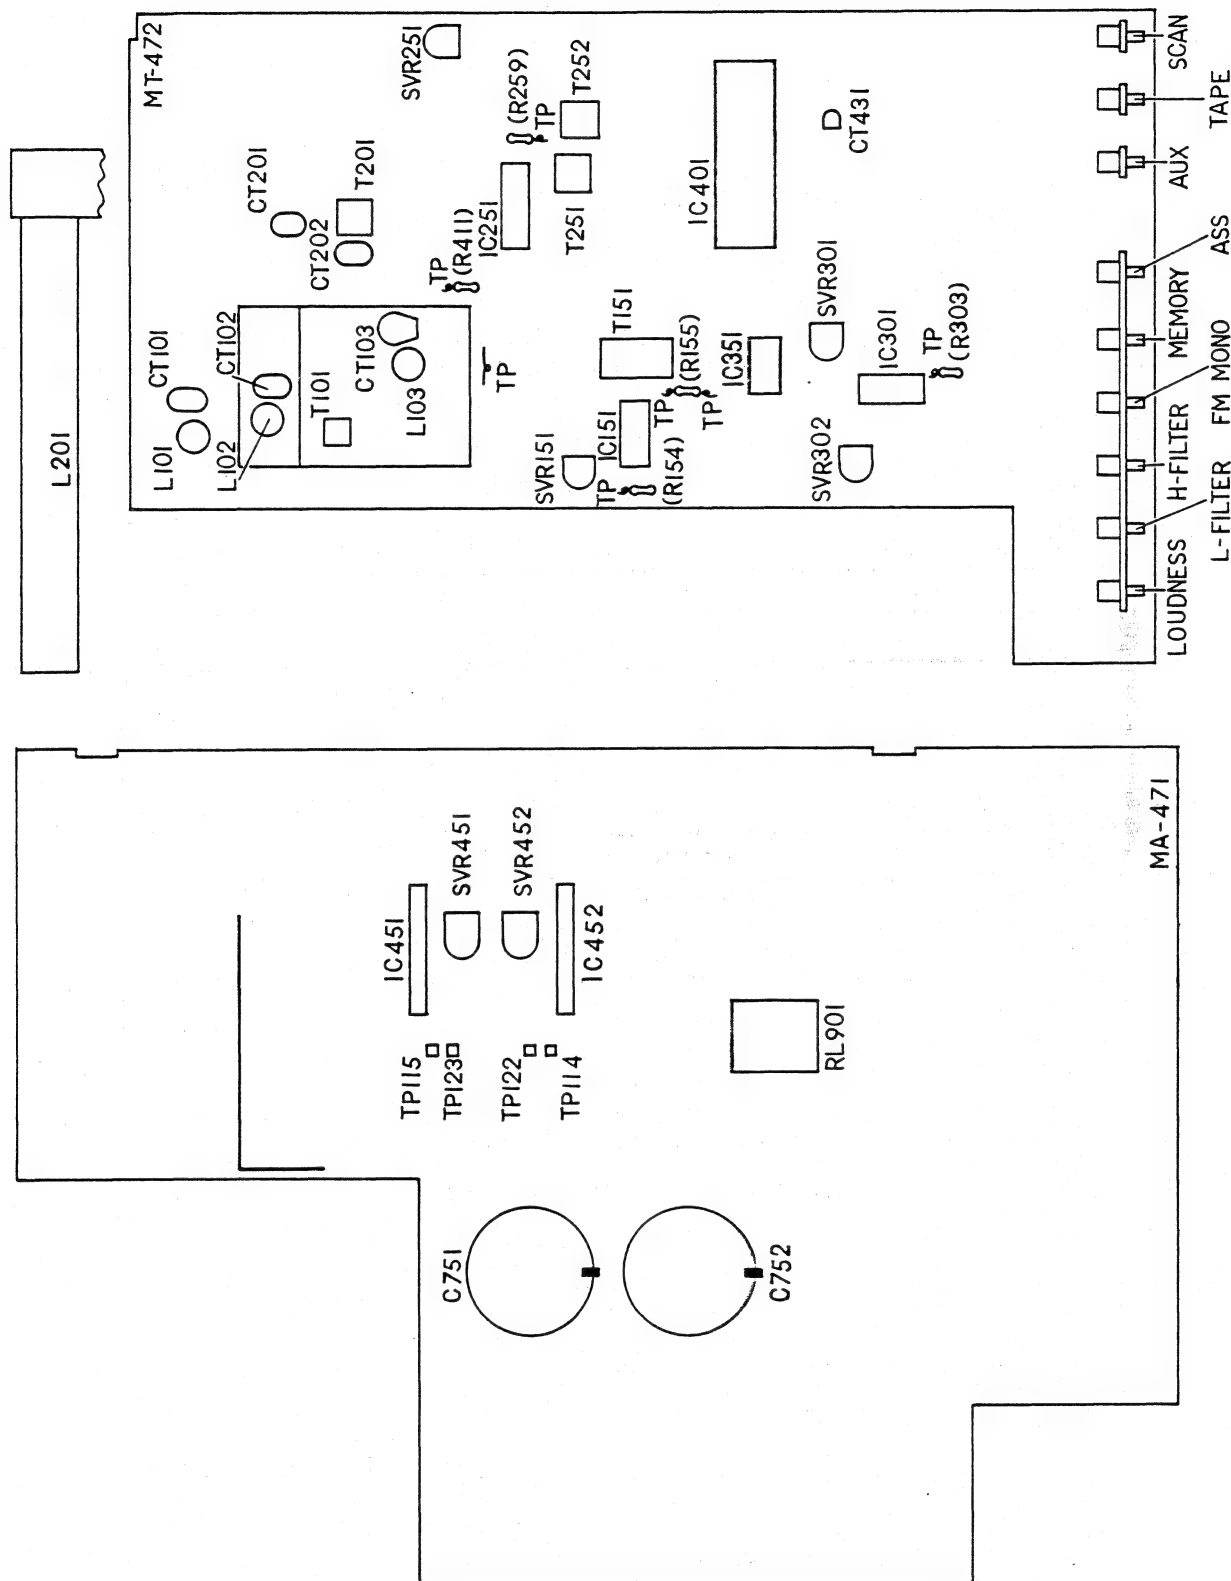 L201
MT-472
SVR251
CT201
T201
CT202
(R259)
TP
T252
IC251
T251
TP
(R411)
CT101
L101
CT102
L102
T101
CT103
L103
TP
IC401
CT431
T151
(R155)
TP
TP
IC151
SVR151
TP
(R154)
IC351
SVR301
IC301
TP
(R303)
SVR302
SCAN
TAPE
AUX
ASS
MEMORY
FM MONO
H-FILTER
L-FILTER
LOUDNESS
MA-471
IC451
SVR451
SVR452
IC452
TP115
TP123
TP122
TP114
RL901
C751
C752